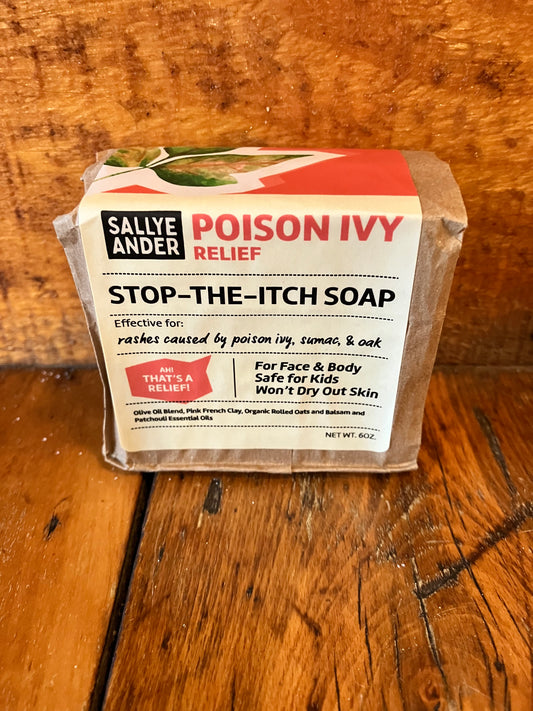 SALLYE
ANDER
POISON IVY
RELIEF
STOP-THE-ITCH SOAP
Effective for:
rashes caused by poison ivy, sumac, & oak
AH!
THAT'S A
RELIEF!
For Face & Body
Safe for Kids
Won't Dry Out Skin
Olive Oil Blend, Pink French Clay, Organic Rolled Oats and Balsam and
Patchouli Essential Oils
NET WT. 6OZ.